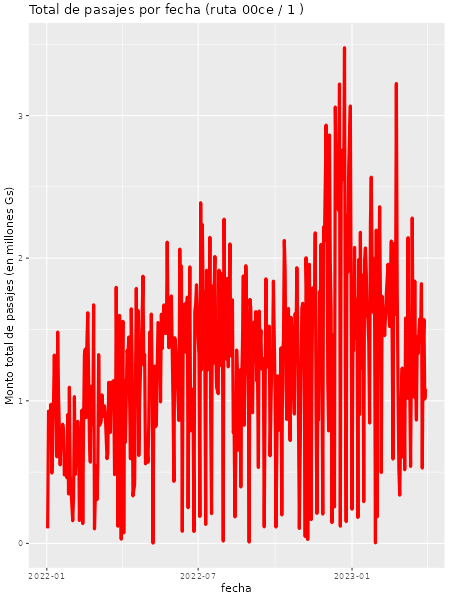 Total de pasajes por fecha (ruta 00ce / 1 )
Monto total de pasajes (en millones Gs)
3
2
1
0
2022-01 2022-07 2023-01
fecha